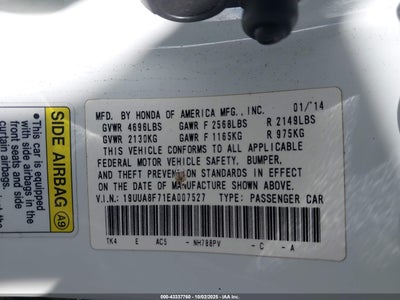 MFD. BY HONDA OF AMERICA MFG., INC. 01/'14
GVWR 4696LBS GAWR F 2568LBS R 2149LBS
GVWR 2130KG GAWR F 1165KG R 975KG
THIS VEHICLE CONFORMS TO ALL APPLICABLE
FEDERAL MOTOR VEHICLE SAFETY, BUMPER,
AND THEFT PREVENTION STANDARDS IN EFFECT
ON THE DATE OF MANUFACTURE SHOWN ABOVE.
V.I.N.: 19UUA8F71EA007527 TYPE: PASSENGER CAR
TK4 E AC5 NH788PV -C -A
SIDE AIRBAG A9
•This car is equipped
with side airbags in the
front seats and side
curtain airbags.
ID: 000 - 43337760 - 10/02/2025 - IAA